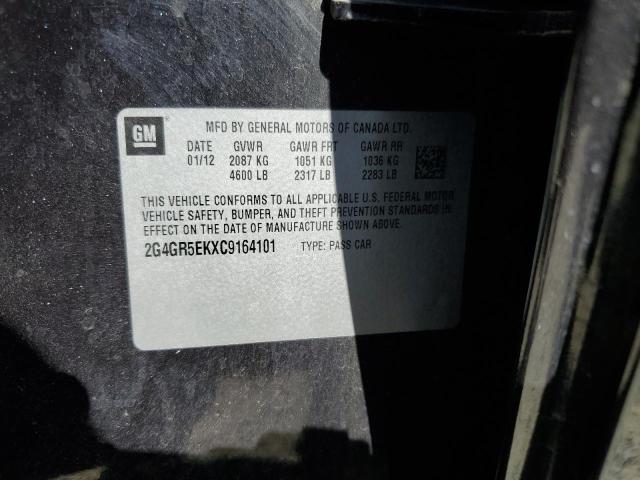 GM
MFD BY GENERAL MOTORS OF CANADA LTD.
DATE GVWR GAWR FRT GAWR RR
01/12 2087 KG 1051 KG 1036 KG
4600 LB 2317 LB 2283 LB
THIS VEHICLE CONFORMS TO ALL APPLICABLE U.S. FEDERAL MOTOR
VEHICLE SAFETY, BUMPER, AND THEFT PREVENTION STANDARDS IN
EFFECT ON THE DATE OF MANUFACTURE SHOWN ABOVE.
2G4GR5EKXC9164101 TYPE: PASS CAR